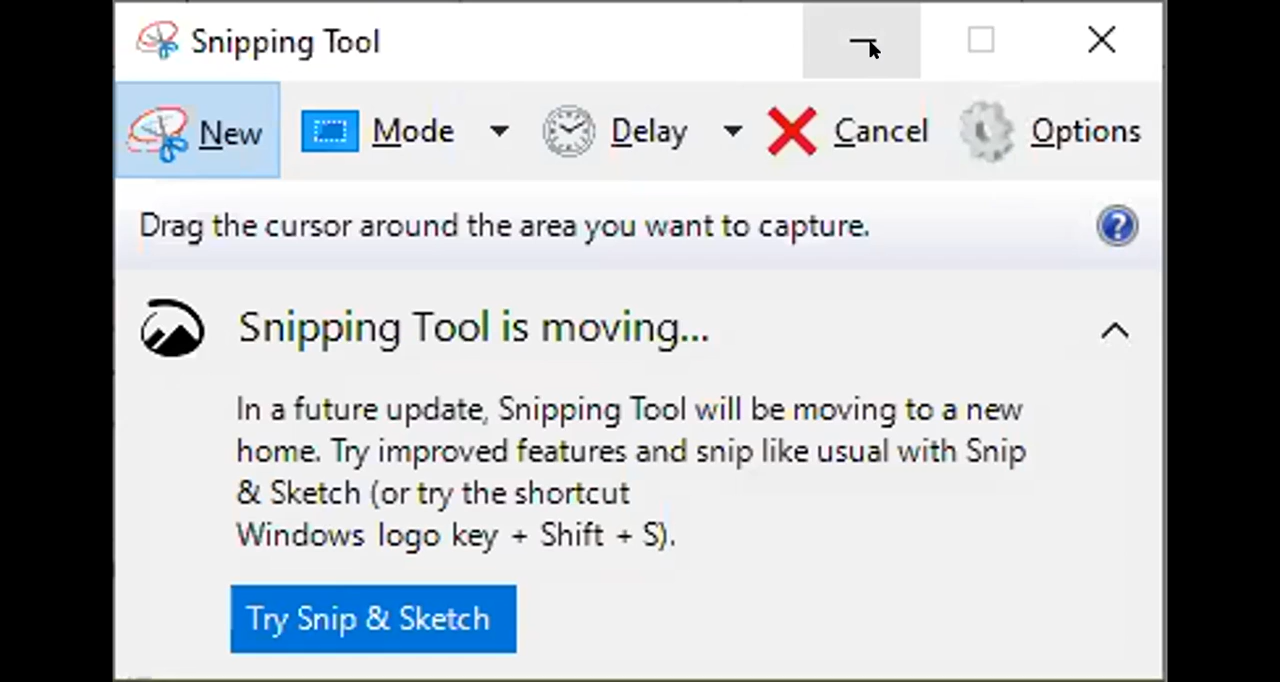 Snipping Tool
New Mode Delay Cancel Options
Drag the cursor around the area you want to capture.
?
Snipping Tool is moving...
In a future update, Snipping Tool will be moving to a new
home. Try improved features and snip like usual with Snip
& Sketch (or try the shortcut
Windows logo key + Shift + S).
Try Snip & Sketch